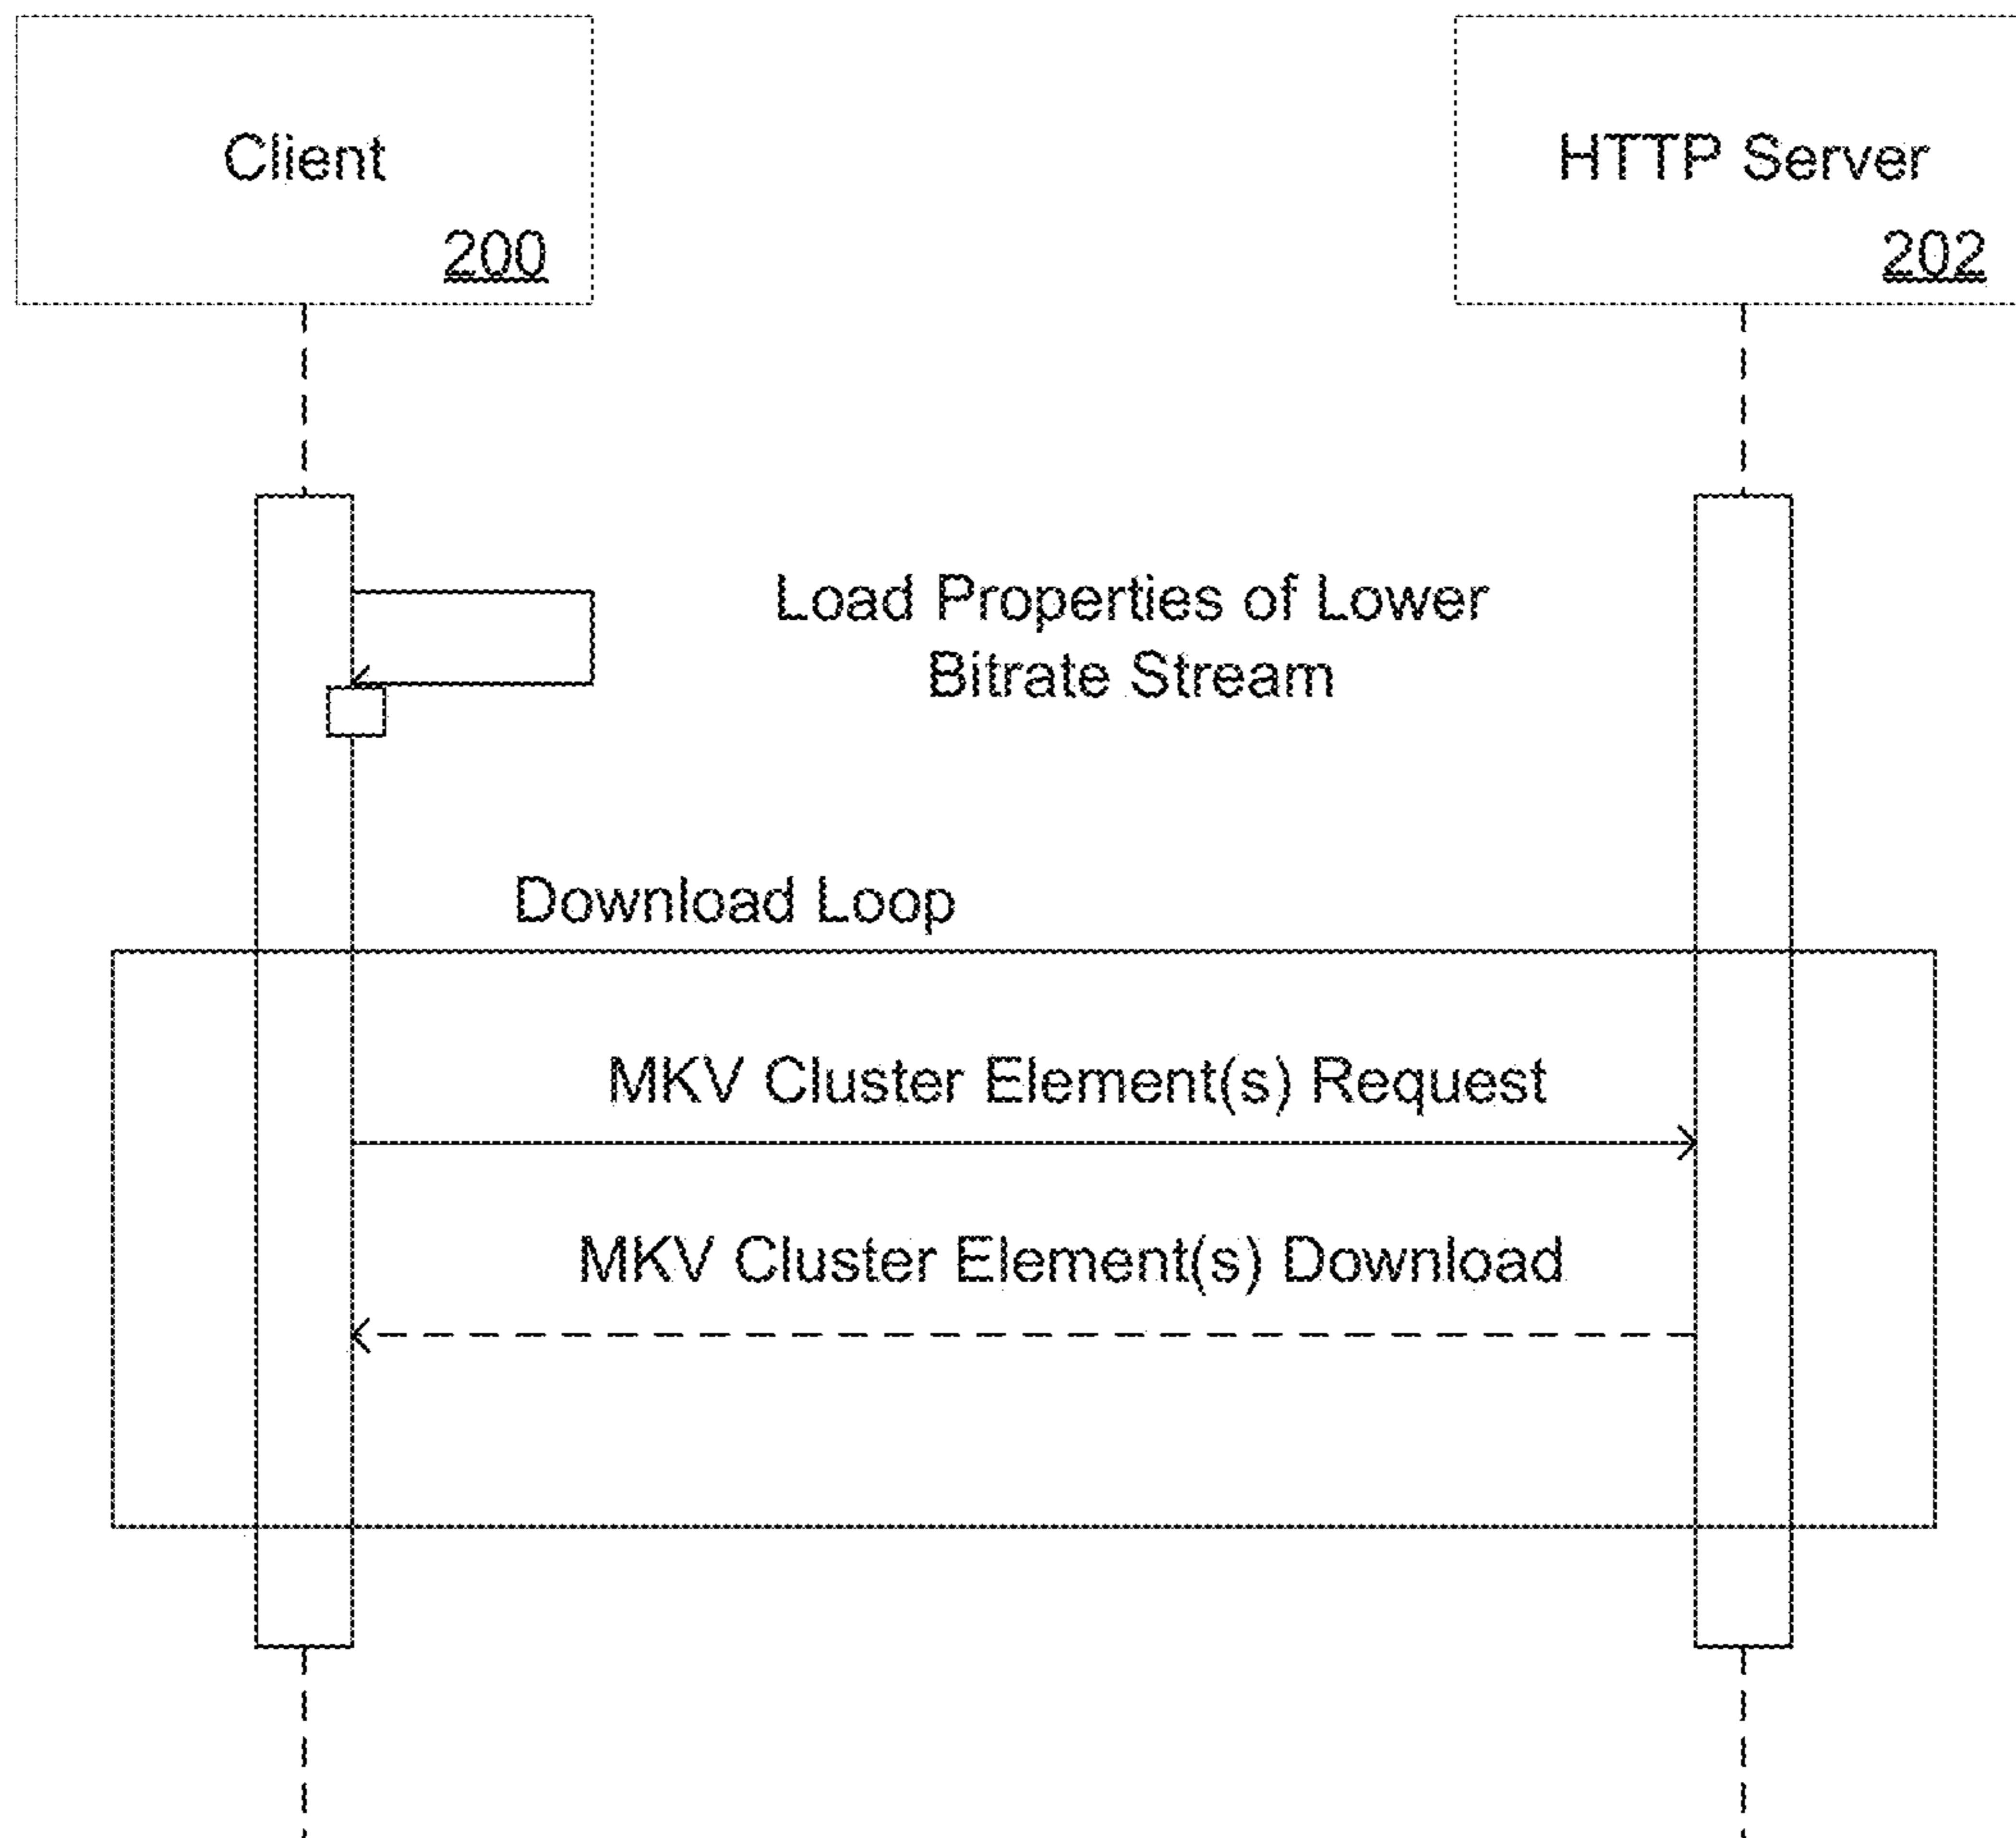 Client
200
HTTP Server
202
Load Properties of Lower
Bitrate Stream
Download Loop
MKV Cluster Element(s) Request
MKV Cluster Element(s) Download